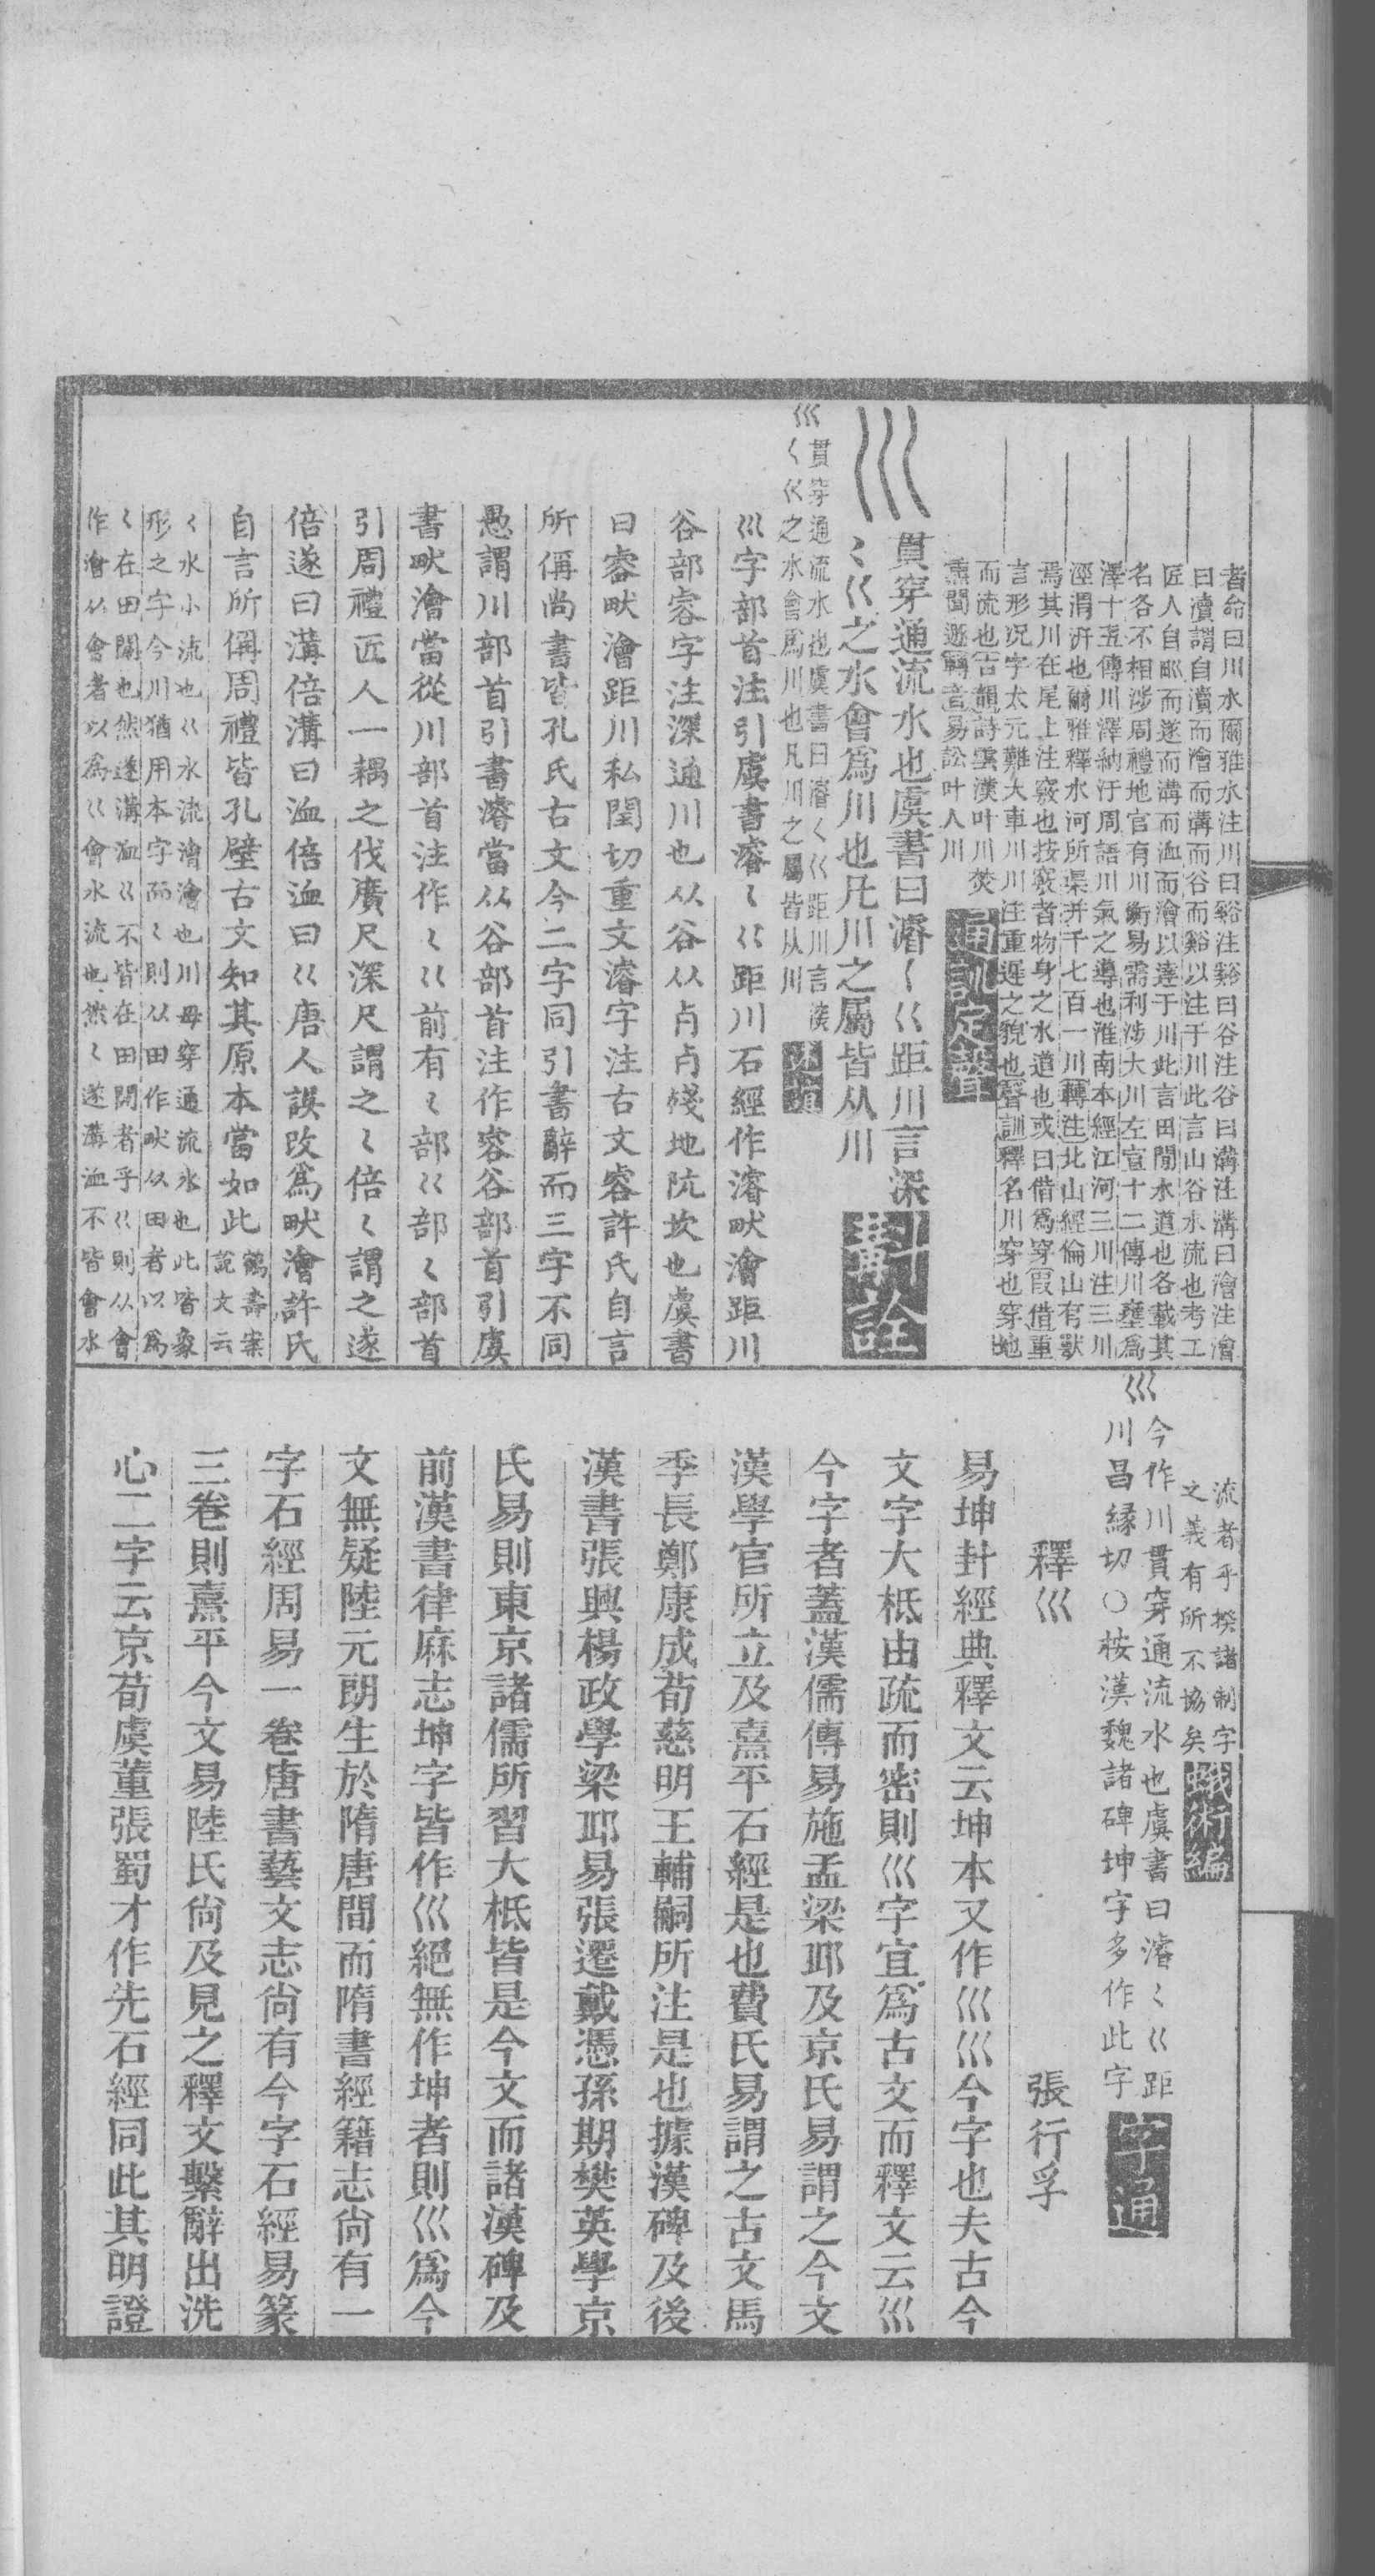 者命曰川水爾雅水注川曰谿注谿曰谷注谷曰溝注溝曰澮注澮
曰瀆謂自瀆而澮而溝而谷而谿以注于川此言山谷水流也考工
匠人自𤰕而遂而溝而洫而澮以達于川此言田閒水道也各載其
名各不相涉周禮地官有川衡易需利涉大川左宣十二傳川壅爲
澤十五傳川澤納汙周語川氣之導也淮南本經江河三川注三川
涇渭汧也爾雅釋水河所渠并千七百一川轉注北山經倫山有獸
焉其川在尾上注竅也按竅者物身之水道也或曰借爲穿叚借重
言形況字太元難大車川川注重遲之貌也聲訓釋名川穿也穿地
而流也古韻詩雲漢叶川焚
熏聞遯轉音易訟叶人川
通訓定聲
巛 貫穿通流水也虞書曰濬〈巜距川言深
〈巜之水會爲川也凡川之屬皆从川
斠詮
巛 貫穿通流水也虞書曰濬〈巜距川言深
〈巜之水會爲川也凡川之屬皆从川
巛字部首注引虞書濬〈巜距川石經作濬畎澮距川
谷部容字注深通川也从谷从㱿㱿殘地阬坎也虞書
曰容畎澮距川私閏切重文濬字注古文容許氏自言
所偁尚書皆孔氏古文今二字同引書辭而三字不同
愚謂川部首引書濬當从谷部首注作容谷部首引虞
書畎澮當從川部首注作〈巜前有〈部巜部〈部首
引周禮匠人一耦之伐廣尺深尺謂之〈倍〈謂之遂
倍遂曰溝倍溝曰洫倍洫曰巜唐人誤改爲畎澮許氏
自言所偁周禮皆孔壁古文知其原本當如此鶴壽案
說文云
〈水小流也巜水流澮澮也川毌穿通流水也此皆象
形之字今川猶用本字而〈則从田作畎从田者以爲
〈在田閒也然遂溝洫巜不皆在田閒者乎巜則从會
作澮从會者以爲巜會水流也然〈遂溝洫不皆會水
流者乎揆諸制字
之義有所不協矣
蛾術編
巛 今作川貫穿通流水也虞書曰濬〈巜距
川昌緣切○桉漢魏諸碑坤字多作此字
字通
釋巛 張行孚
易坤卦經典釋文云坤本又作巛巛今字也夫古今
文字大柢由疏而密則巛字宜爲古文而釋文云巛
今字者蓋漢儒傳易施孟梁邱及京氏易謂之今文
漢學官所立及熹平石經是也費氏易謂之古文馬
季長鄭康成荀慈明王輔嗣所注是也據漢碑及後
漢書張興楊政學梁邱易張遷戴憑孫期樊英學京
氏易則東京諸儒所習大柢皆是今文而諸漢碑及
前漢書律麻志坤字皆作巛絕無作坤者則巛爲今
文無疑陸元朗生於隋唐間而隋書經籍志尙有一
字石經周易一卷唐書藝文志尙有今字石經易篆
三卷則熹平今文易陸氏尙及見之釋文繫辭出洗
心二字云京荀虞董張蜀才作先石經同此其明證